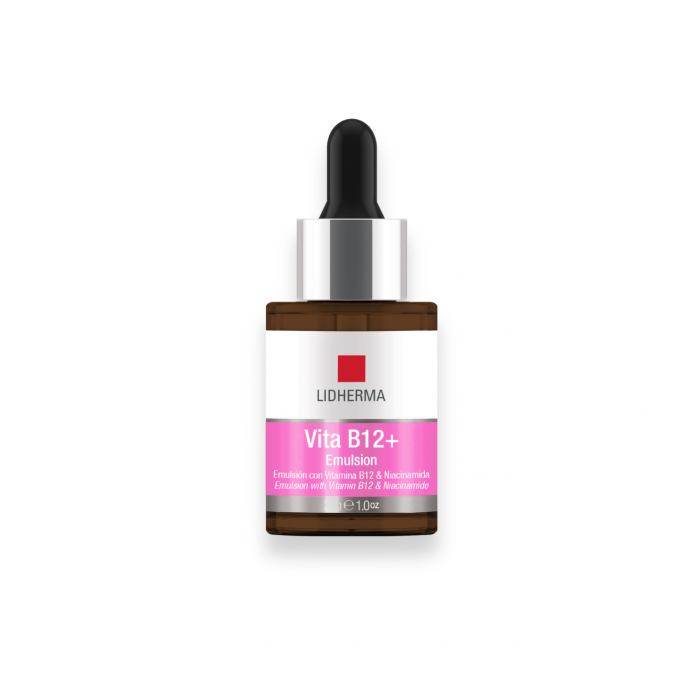 LIDHERMA
Vita B12+
Emulsion
Emulsión con Vitamina B12 & Niacinamida
Emulsion with Vitamin B12 & Niacinamide
g ℮ 1.0oz